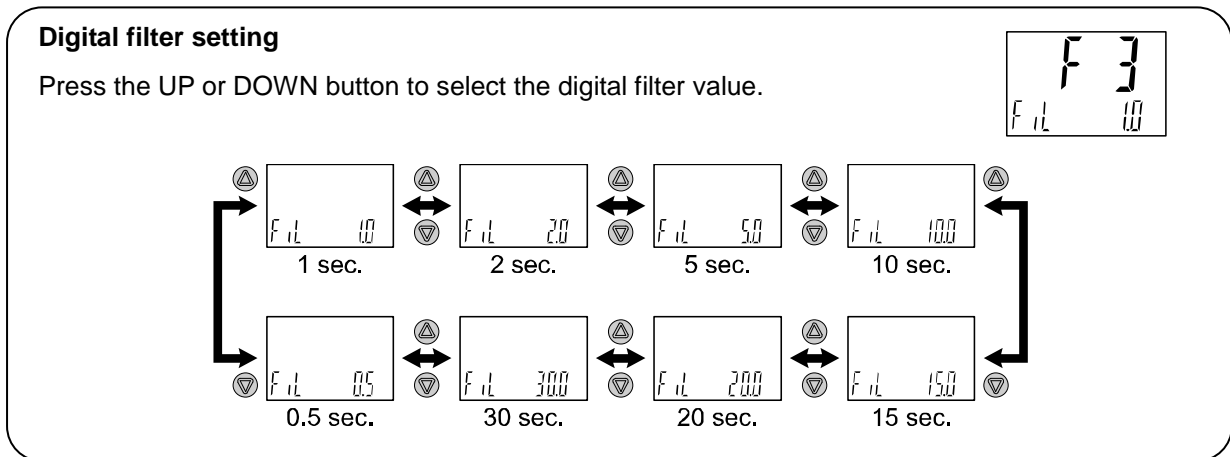 Digital filter setting
Press the UP or DOWN button to select the digital filter value.
F 3
FiL 1.0
FiL 1.0
FiL 2.0
FiL 5.0
FiL 10.0
1 sec.
2 sec.
5 sec.
10 sec.
FiL 0.5
FiL 30.0
FiL 20.0
FiL 15.0
0.5 sec.
30 sec.
20 sec.
15 sec.